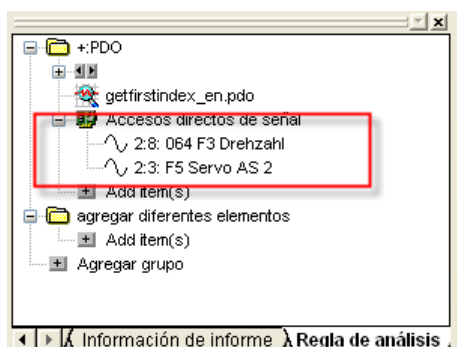 +:PDO
getfirstindex_en.pdo
Accesos directos de señal
2:8: 064 F3 Drehzahl
2:3: F5 Servo AS 2
Add item(s)
agregar diferentes elementos
Add item(s)
Agregar grupo
Información de informe Regla de análisis